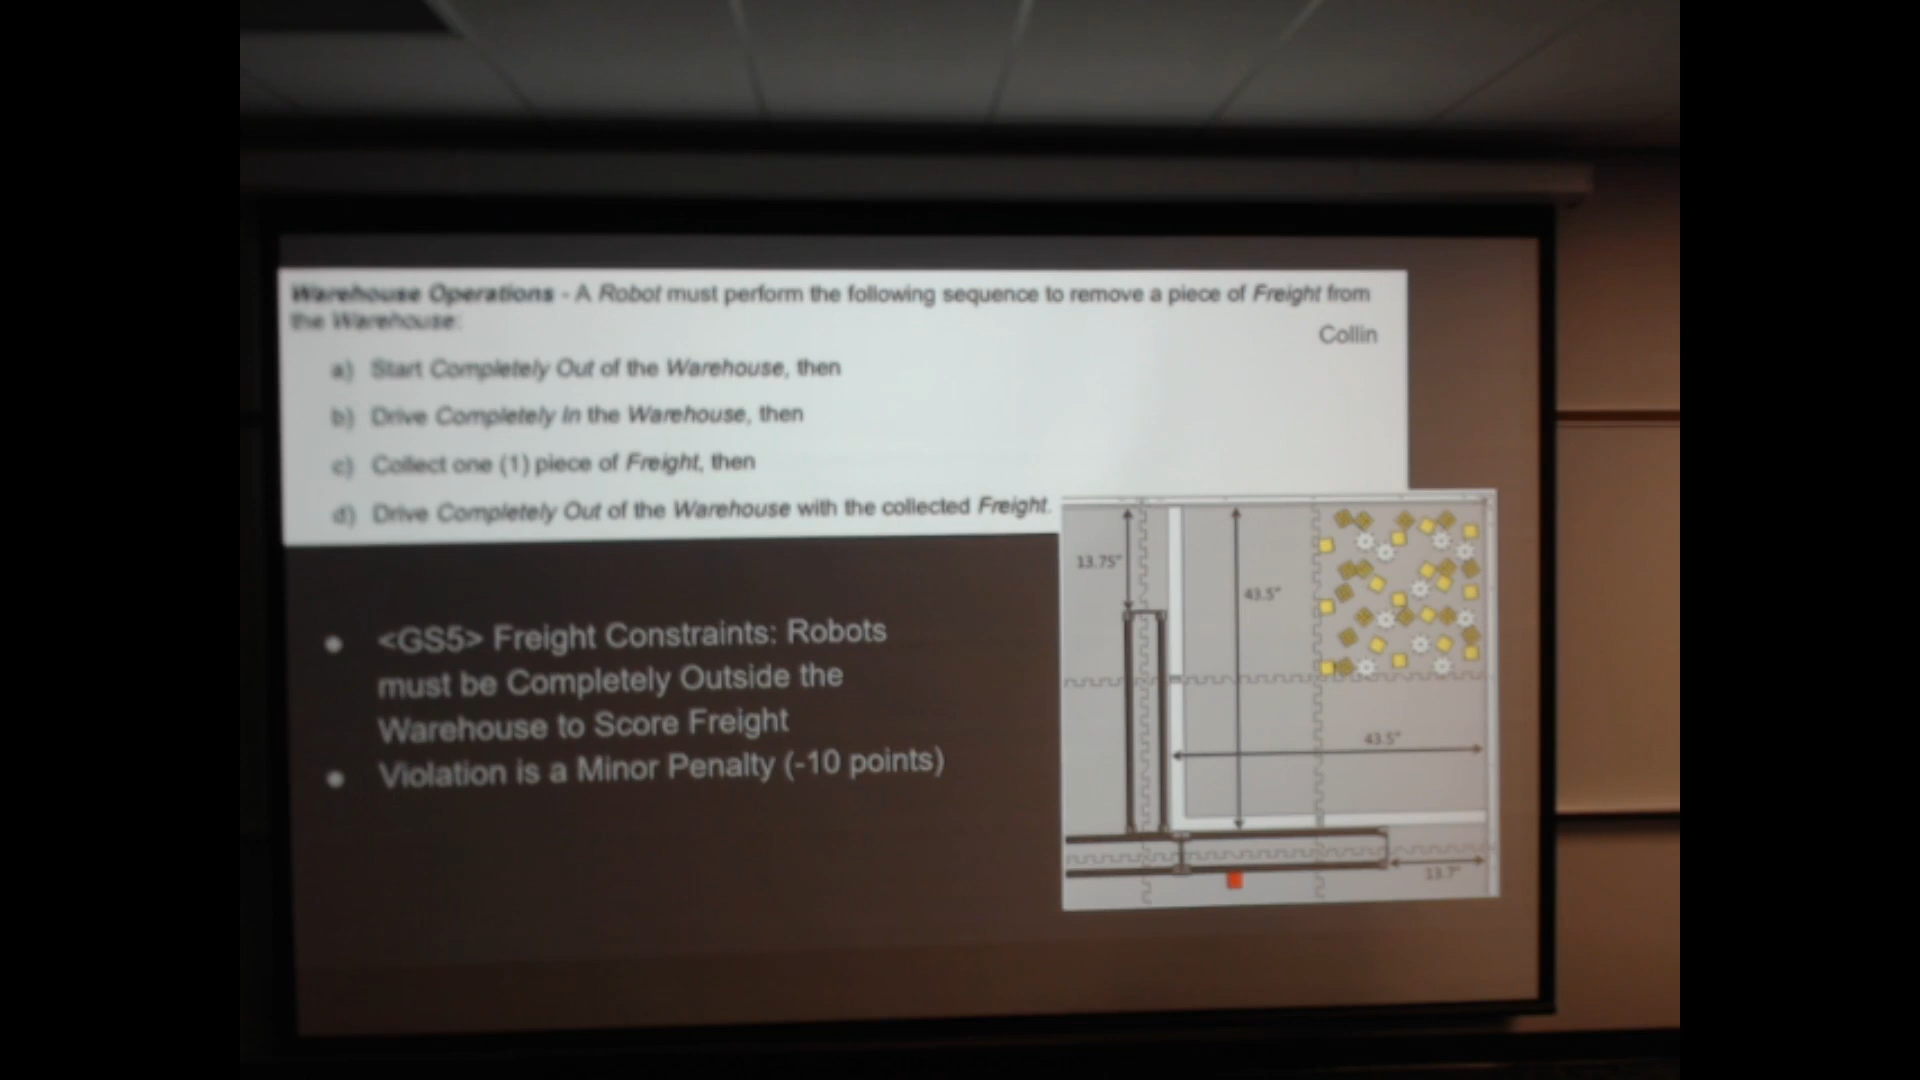 Warehouse Operations - A Robot must perform the following sequence to remove a piece of Freight from
the Warehouse:
Collin
a) Start Completely Out of the Warehouse, then
b) Drive Completely In the Warehouse, then
c) Collect one (1) piece of Freight, then
d) Drive Completely Out of the Warehouse with the collected Freight.
13.75"
43.5"
● <GS5> Freight Constraints: Robots
must be Completely Outside the
Warehouse to Score Freight
● Violation is a Minor Penalty (-10 points)
43.5"
13.7"